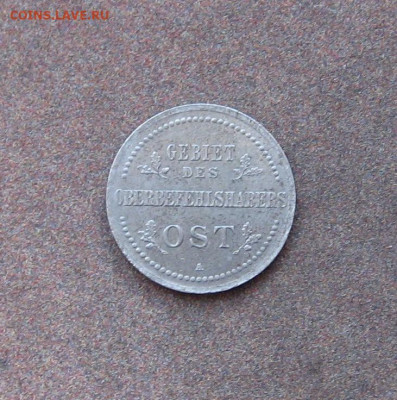 COINS.LAVE.RU
GEBIET
DES
OBERBEFEHLSHABERS
OST
A